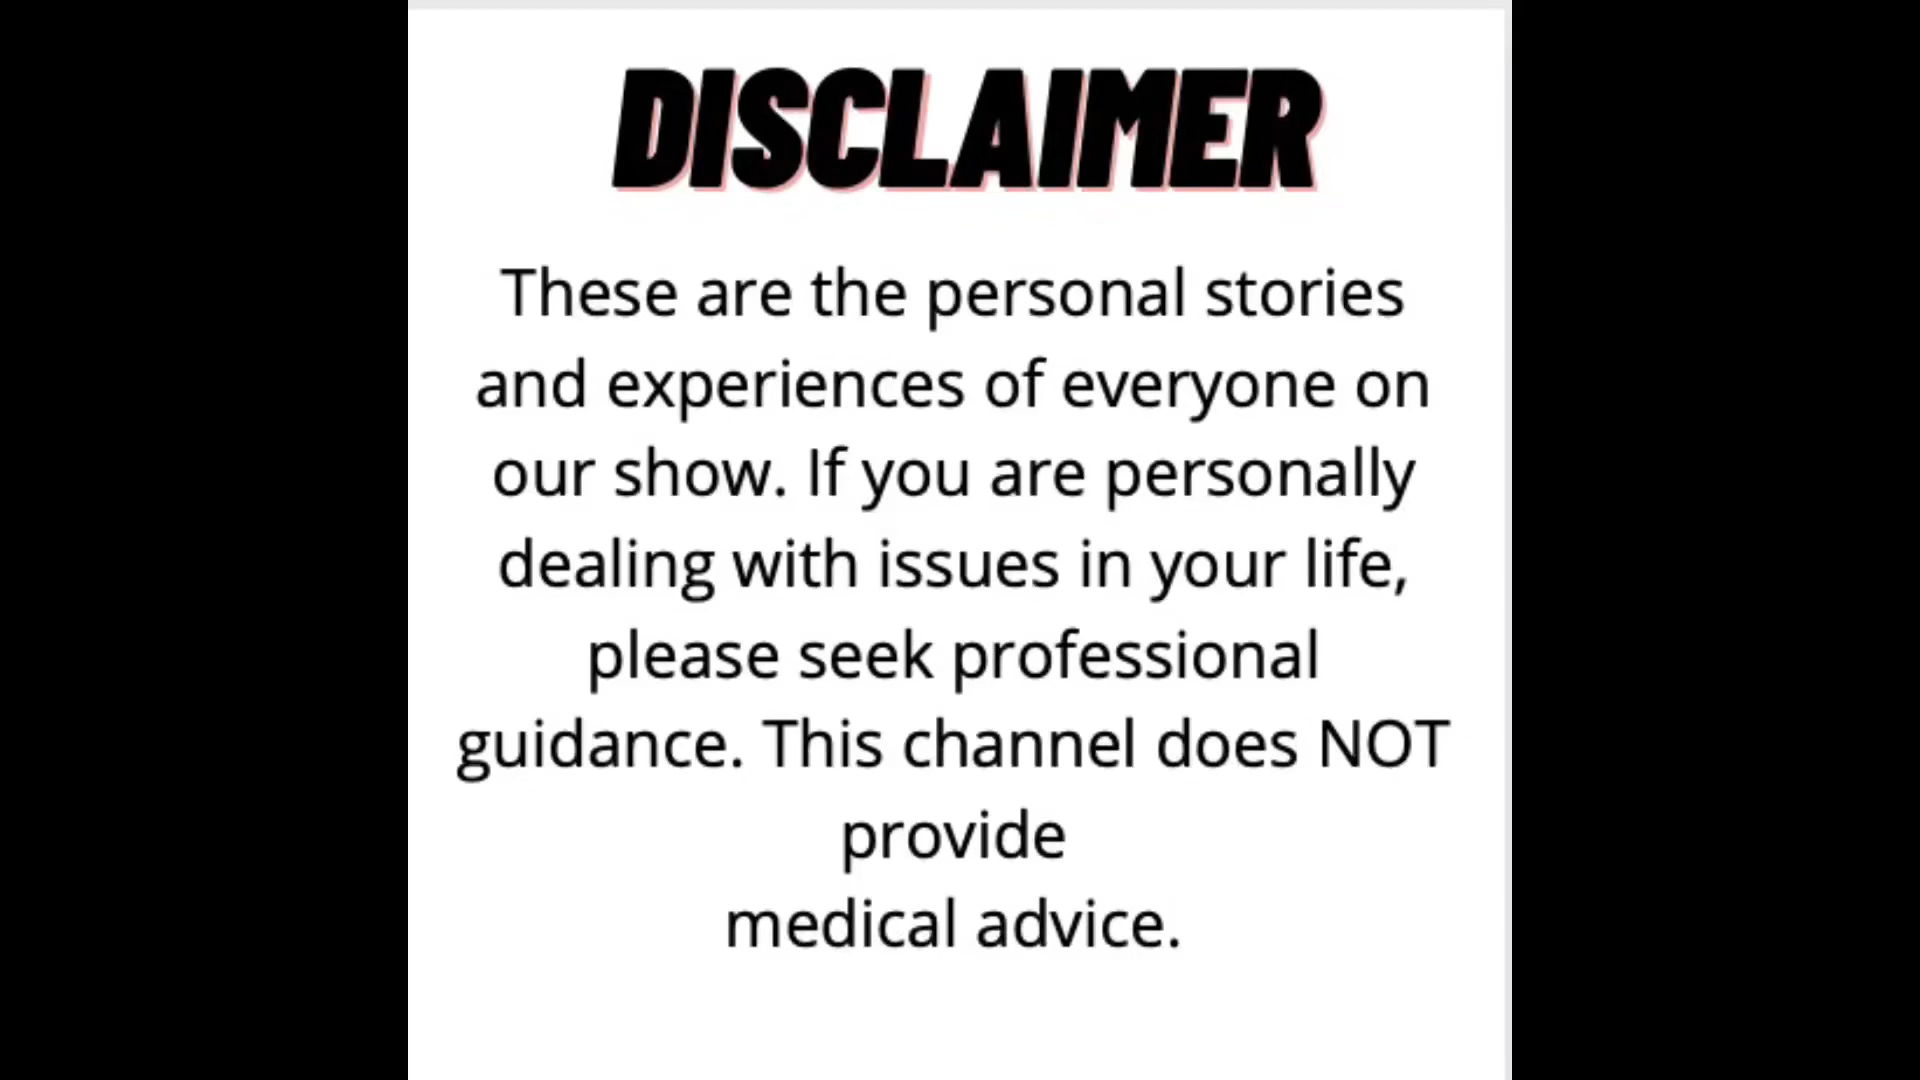 DISCLAIMER
These are the personal stories
and experiences of everyone on
our show. If you are personally
dealing with issues in your life,
please seek professional
guidance. This channel does NOT
provide
medical advice.